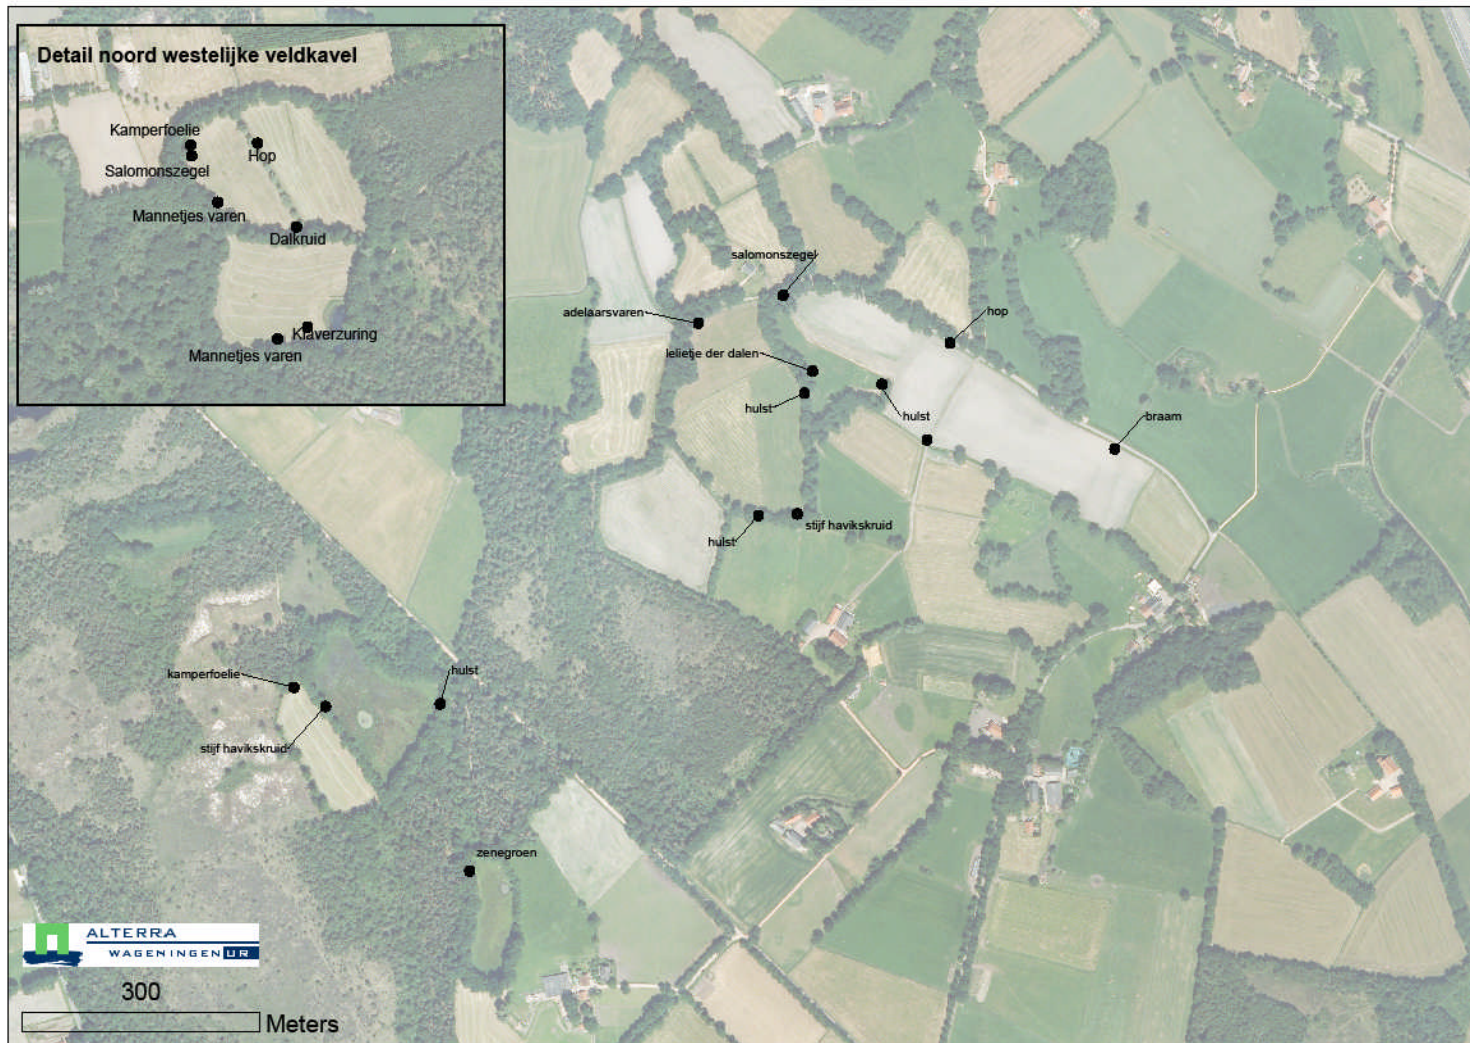 Detail noord westelijke veldkavel
Kamperfoelie
Hop
Salomonszegel
Mannetjes varen
Dalkruid
Klaverzuring
Mannetjes varen
salomonszegel
adelaarsvaren
hop
lelietje der dalen
hulst
hulst
braam
stijf havikskruid
hulst
kamperfoelie
hulst
stijf havikskruid
zenegroen
ALTERRA
WAGENINGEN UR
300
Meters